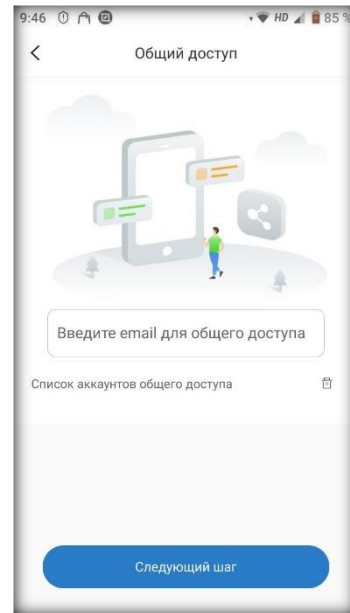 9:46 HD 85 %
Общий доступ
Введите email для общего доступа
Список аккаунтов общего доступа
Следующий шаг